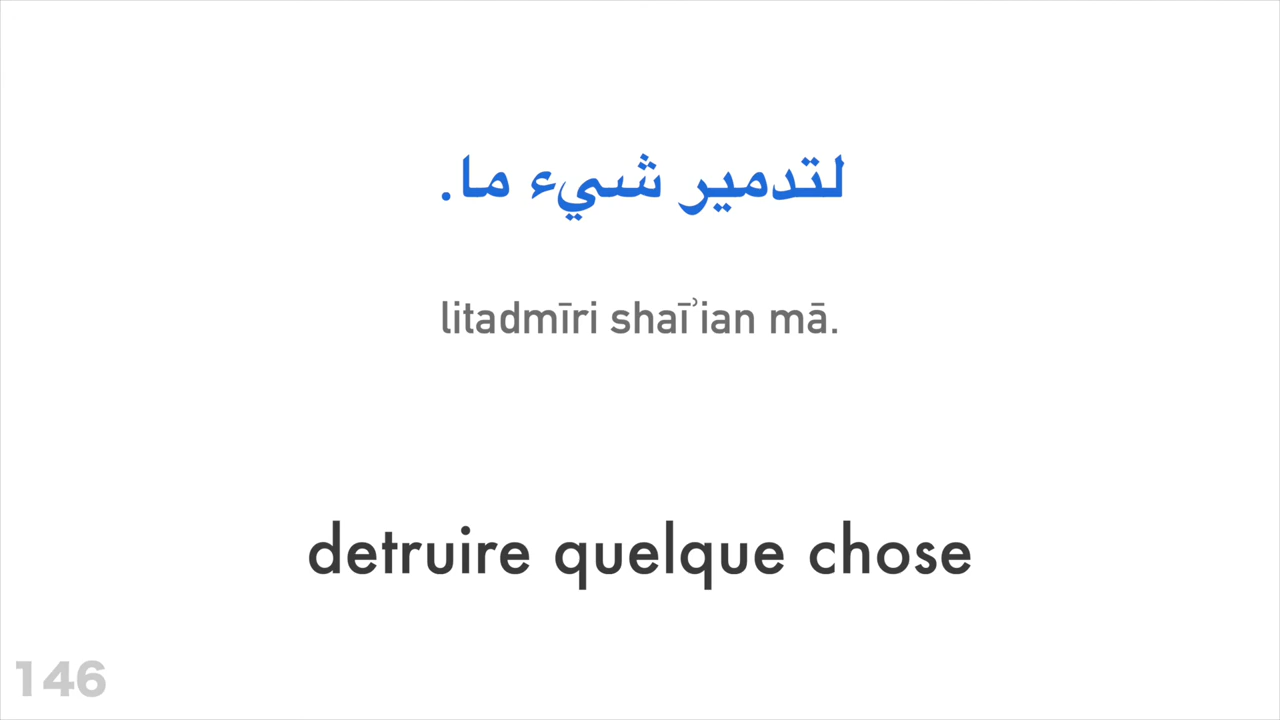 لتدمير شيء ما.
litadmīri shaīʾian mā.
detruire quelque chose
146